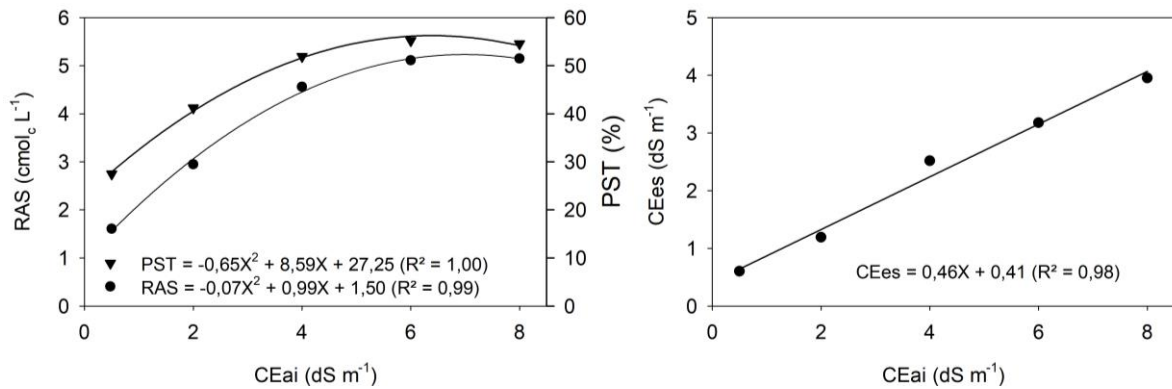 RAS (cmol_c L⁻¹)
6
5
4
3
2
1
0
PST = -0,65X² + 8,59X + 27,25 (R² = 1,00)
RAS = -0,07X² + 0,99X + 1,50 (R² = 0,99)
0 2 4 6 8
CEai (dS m⁻¹)
60
50
40
30
20
10
0
PST (%)
CEes (dS m⁻¹)
5
4
3
2
1
0
CEes = 0,46X + 0,41 (R² = 0,98)
0 2 4 6 8
CEai (dS m⁻¹)